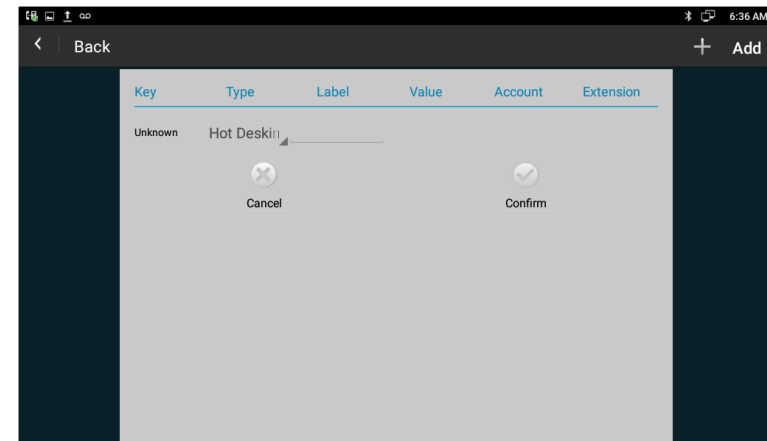 6:36 AM
Back
Add
Key Type Label Value Account Extension
Unknown Hot Deskin
Cancel Confirm